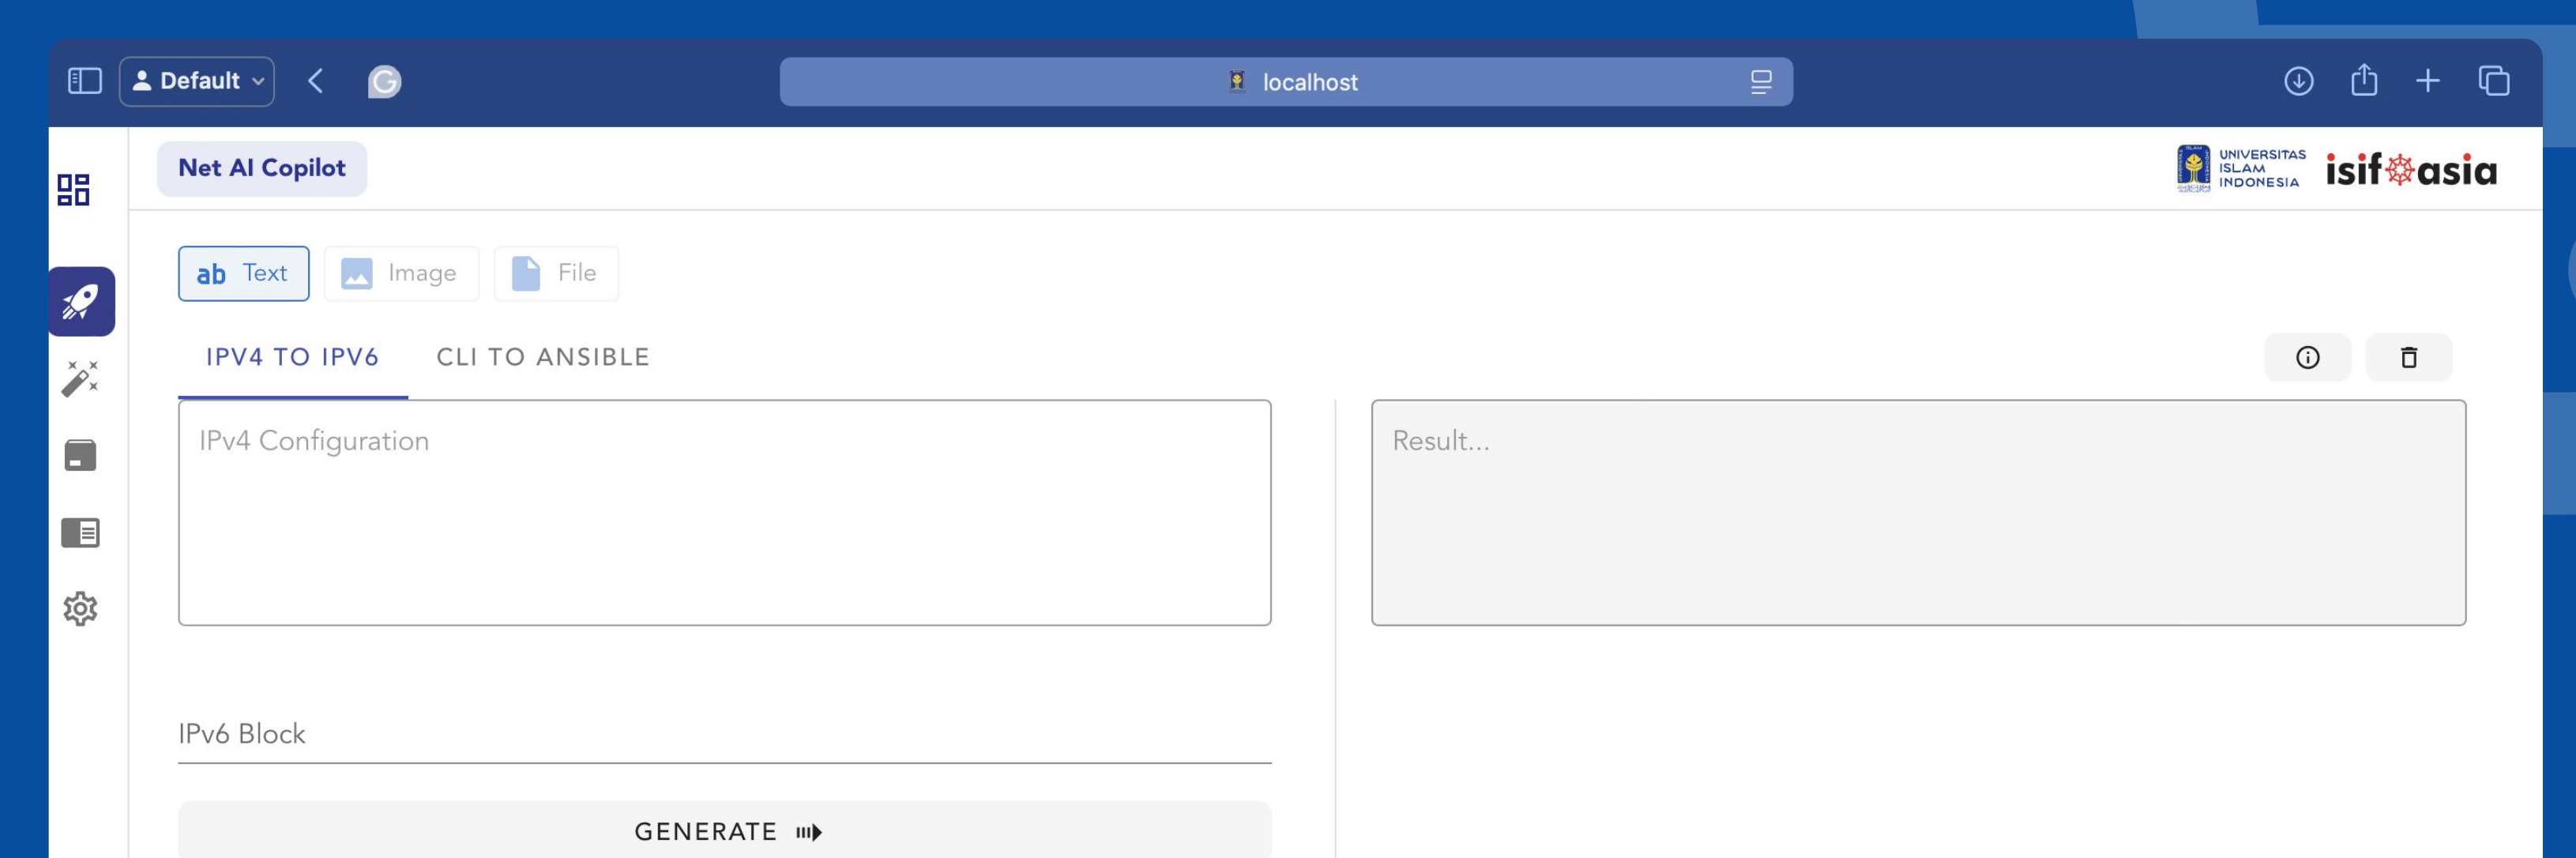 Default
localhost
Net AI Copilot
UNIVERSITAS
ISLAM
INDONESIA
isif asia
ab Text
Image
File
IPV4 TO IPV6
CLI TO ANSIBLE
IPv4 Configuration
Result...
IPv6 Block
GENERATE